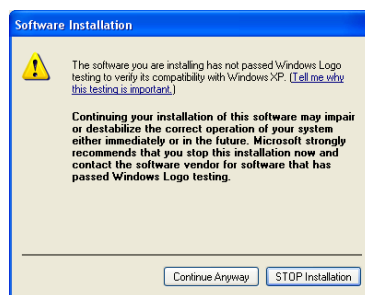 Software Installation
The software you are installing has not passed Windows Logo
testing to verify its compatibility with Windows XP. (Tell me why
this testing is important.)
Continuing your installation of this software may impair
or destabilize the correct operation of your system
either immediately or in the future. Microsoft strongly
recommends that you stop this installation now and
contact the software vendor for software that has
passed Windows Logo testing.
Continue Anyway
STOP Installation